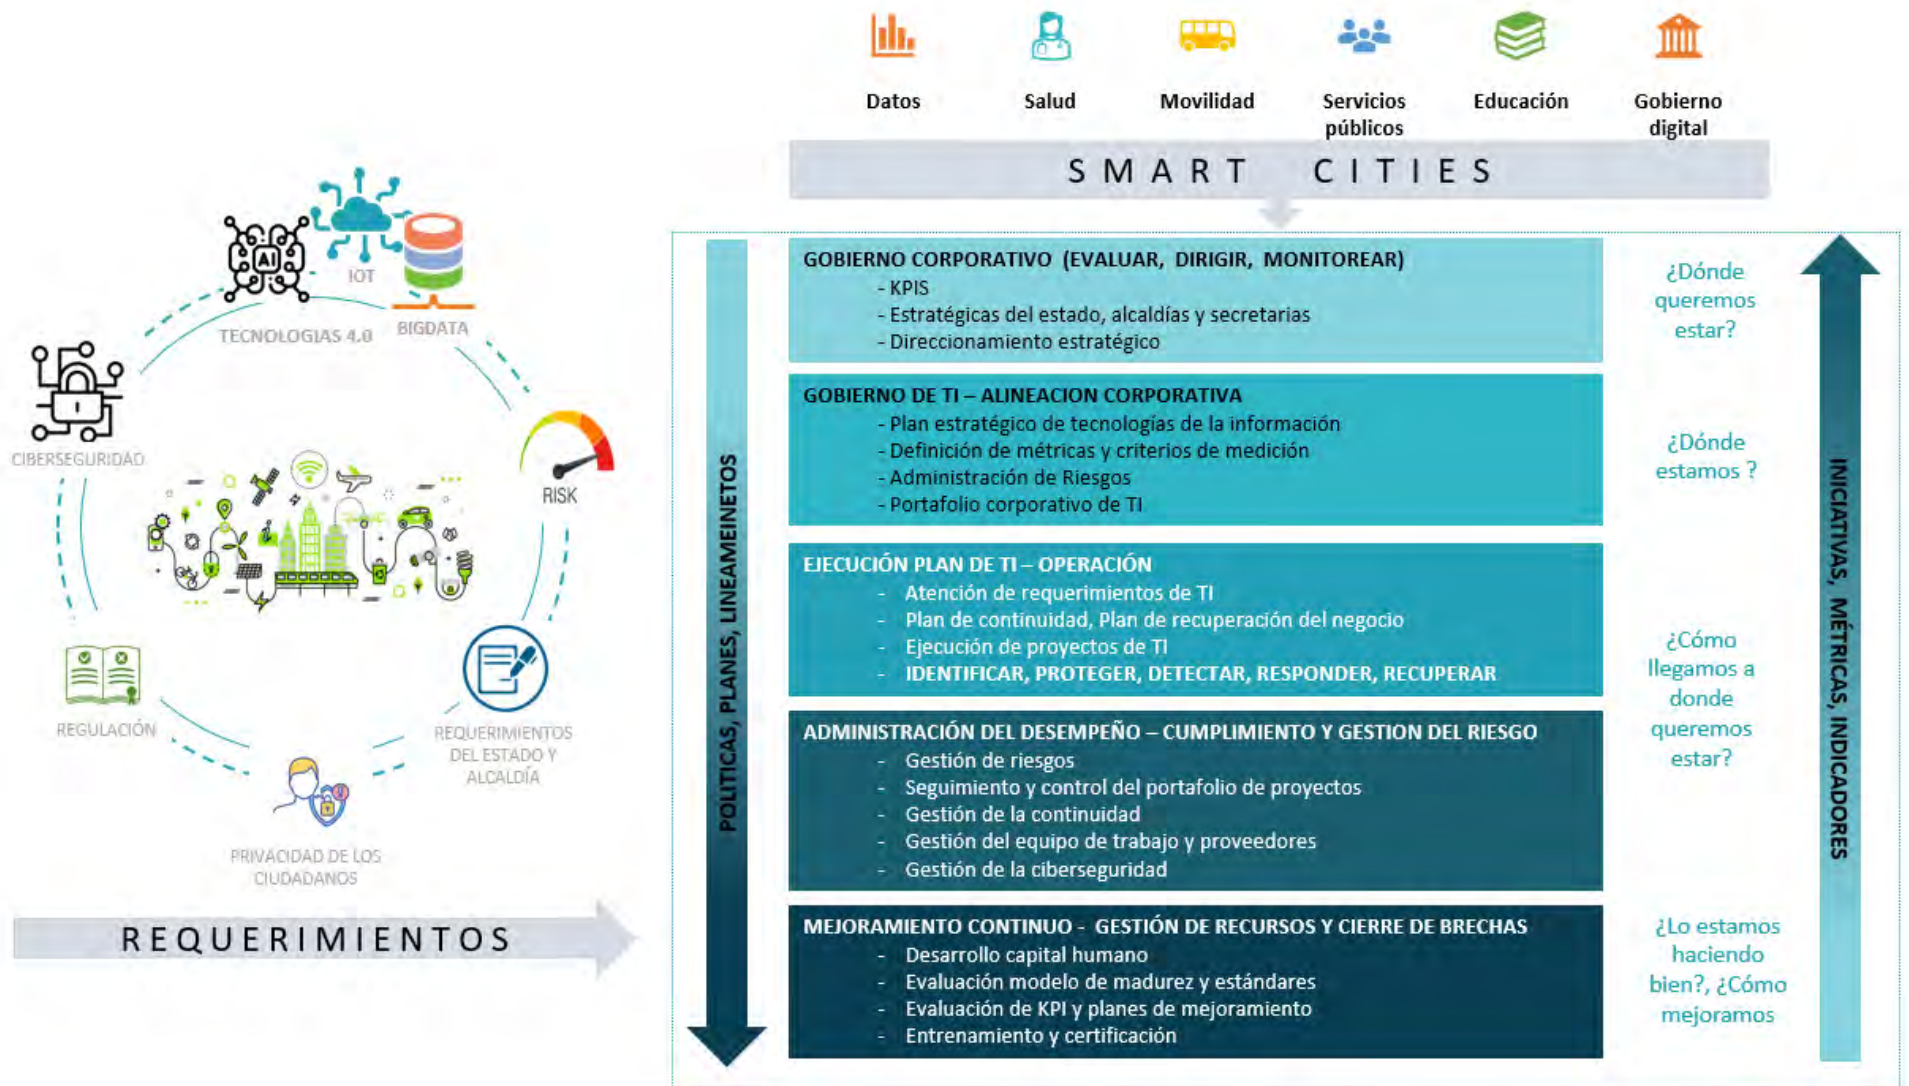 Datos
Salud
Movilidad
Servicios
públicos
Educación
Gobierno
digital
SMART CITIES
AI
IOT
BIGDATA
TECNOLOGIAS 4.0
CIBERSEGURIDAD
RISK
REGULACIÓN
REQUERIMIENTOS
DEL ESTADO Y
ALCALDÍA
PRIVACIDAD DE LOS
CIUDADANOS
REQUERIMIENTOS
POLITICAS, PLANES, LINEAMEINETOS
GOBIERNO CORPORATIVO (EVALUAR, DIRIGIR, MONITOREAR)
- KPIS
- Estratégicas del estado, alcaldías y secretarias
- Direccionamiento estratégico
¿Dónde
queremos
estar?
GOBIERNO DE TI – ALINEACION CORPORATIVA
- Plan estratégico de tecnologías de la información
- Definición de métricas y criterios de medición
- Administración de Riesgos
- Portafolio corporativo de TI
¿Dónde
estamos ?
EJECUCIÓN PLAN DE TI – OPERACIÓN
- Atención de requerimientos de TI
- Plan de continuidad, Plan de recuperación del negocio
- Ejecución de proyectos de TI
- IDENTIFICAR, PROTEGER, DETECTAR, RESPONDER, RECUPERAR
¿Cómo
llegamos a
donde
queremos
estar?
ADMINISTRACIÓN DEL DESEMPEÑO – CUMPLIMIENTO Y GESTION DEL RIESGO
- Gestión de riesgos
- Seguimiento y control del portafolio de proyectos
- Gestión de la continuidad
- Gestión del equipo de trabajo y proveedores
- Gestión de la ciberseguridad
MEJORAMIENTO CONTINUO - GESTIÓN DE RECURSOS Y CIERRE DE BRECHAS
- Desarrollo capital humano
- Evaluación modelo de madurez y estándares
- Evaluación de KPI y planes de mejoramiento
- Entrenamiento y certificación
¿Lo estamos
haciendo
bien?, ¿Cómo
mejoramos
INICIATIVAS, MÉTRICAS, INDICADORES